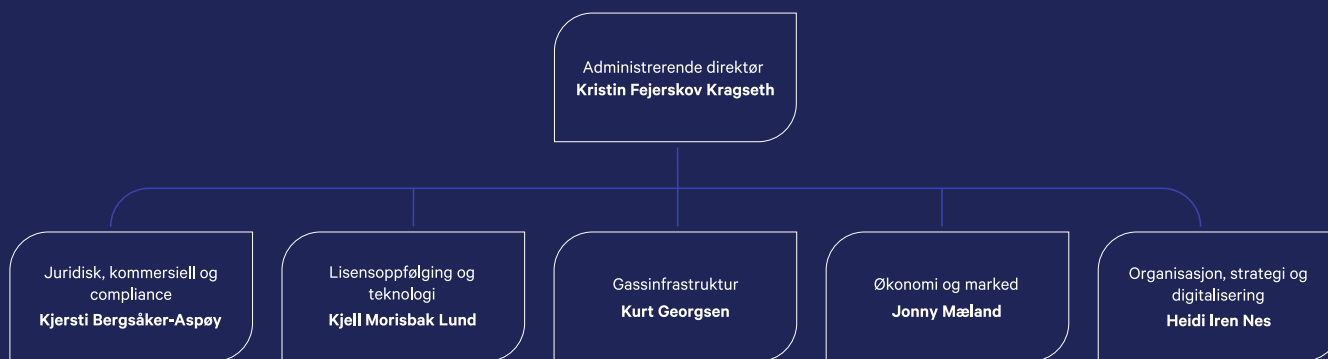 Administrerende direktør
Kristin Fejerskov Kragseth
Juridisk, kommersiell og
compliance
Kjersti Bergsåker-Aspøy
Lisensoppfølging og
teknologi
Kjell Morisbak Lund
Gassinfrastruktur
Kurt Georgsen
Økonomi og marked
Jonny Mæland
Organisasjon, strategi og
digitalisering
Heidi Iren Nes